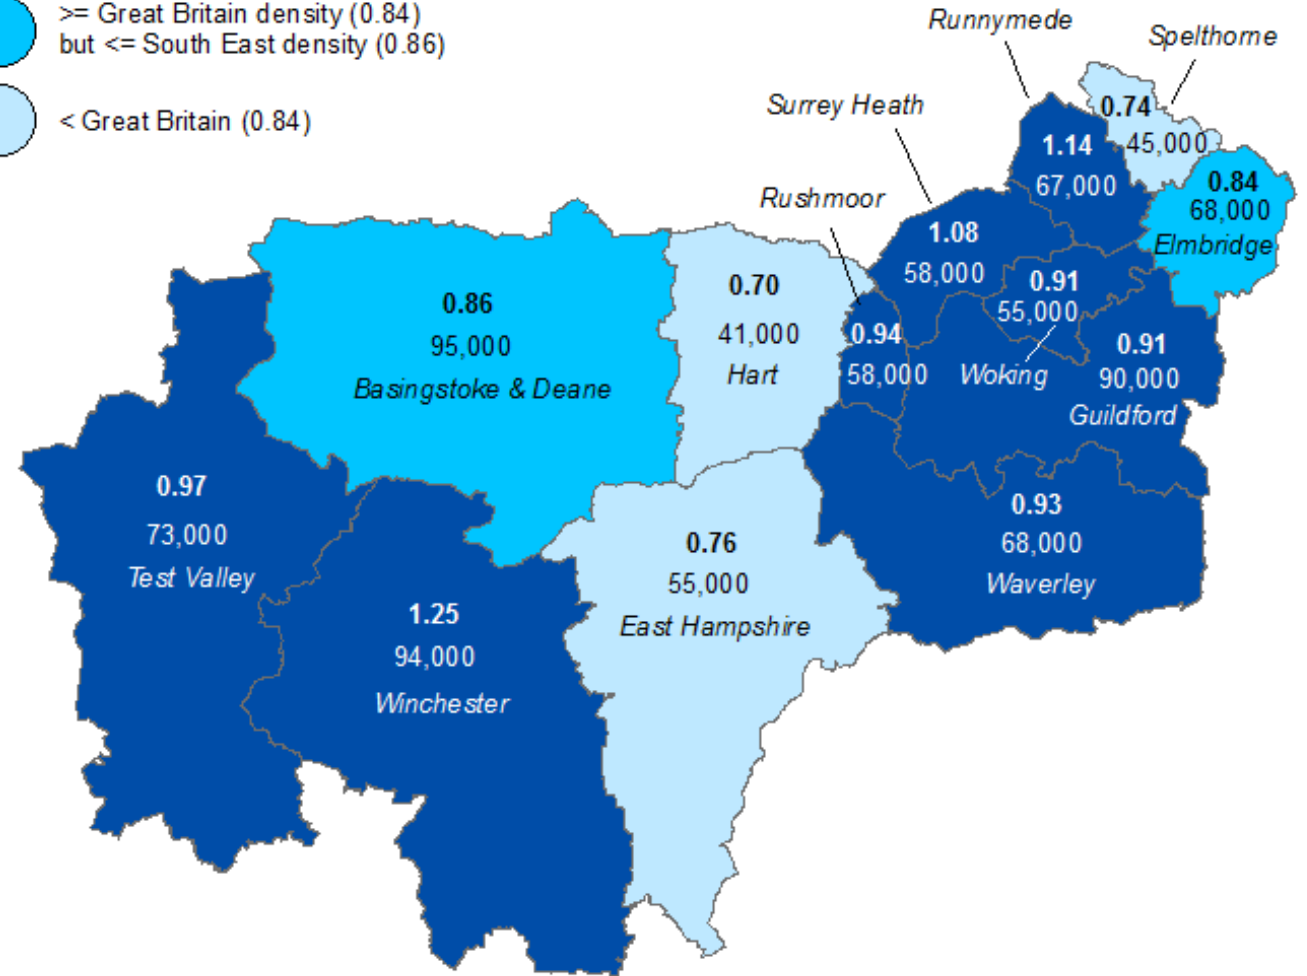 >= Great Britain density (0.84)
but <= South East density (0.86)
< Great Britain (0.84)
Runnymede
Spelthorne
Surrey Heath
Rushmoor
0.74
45,000
1.14
67,000
0.84
68,000
Elmbridge
1.08
58,000
0.91
55,000
Woking
0.94
58,000
0.91
90,000
Guildford
0.86
95,000
Basingstoke & Deane
0.70
41,000
Hart
0.97
73,000
Test Valley
0.93
68,000
Waverley
0.76
55,000
East Hampshire
1.25
94,000
Winchester